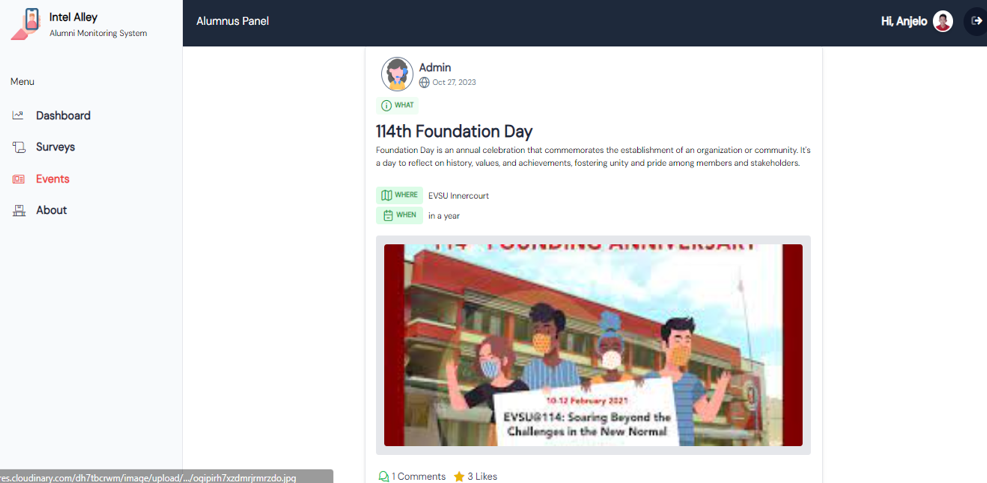 Intel Alley
Alumni Monitoring System
Alumnus Panel
Hi, Anjelo
Menu
Dashboard
Surveys
Events
About
Admin
Oct 27, 2023
WHAT
114th Foundation Day
Foundation Day is an annual celebration that commemorates the establishment of an organization or community. It's
a day to reflect on history, values, and achievements, fostering unity and pride among members and stakeholders.
WHERE EVSU Innercourt
WHEN in a year
FOUNDING ANNIVERSARY
10-12 February 2021
EVSU@114: Soaring Beyond the
Challenges in the New Normal
1 Comments 3 Likes
res.cloudinary.com/dh7tbcrwm/image/upload/.../oqipirh7xzdmrjrmrzdo.jpg